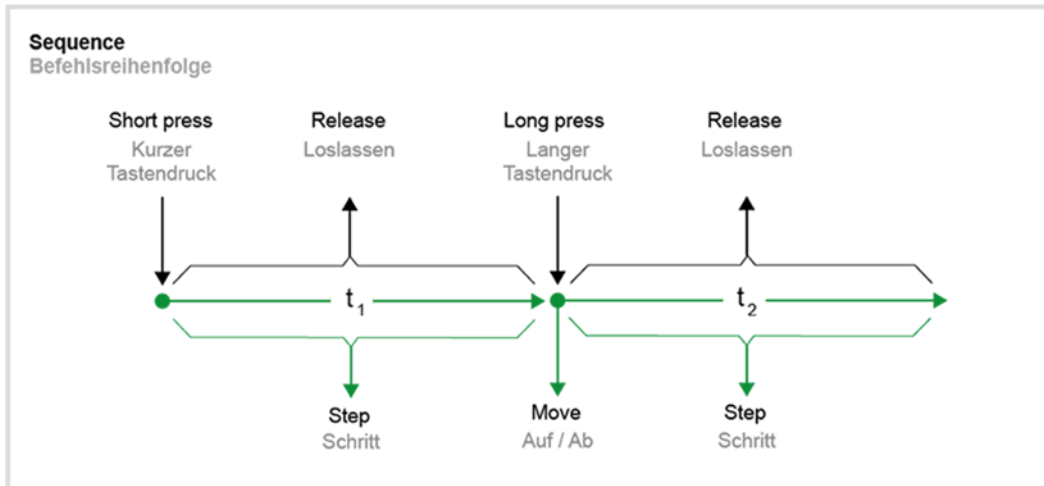 Sequence
Befehlsreihenfolge
Short press
Kurzer
Tastendruck
Release
Loslassen
Long press
Langer
Tastendruck
Release
Loslassen
t1
t2
Step
Schritt
Move
Auf / Ab
Step
Schritt